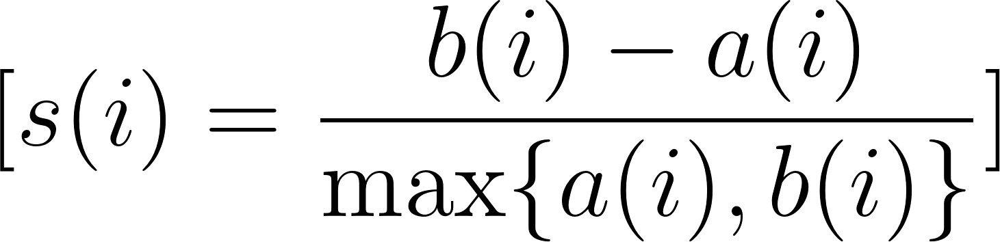 [s(i) = \frac{b(i) - a(i)}{\max\{a(i), b(i)\}}]